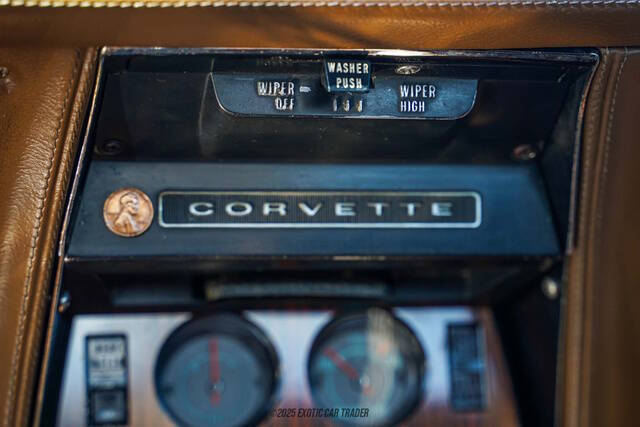 WASHER
PUSH
WIPER
OFF
WIPER
HIGH
CORVETTE
©2025 EXOTIC CAR TRADER